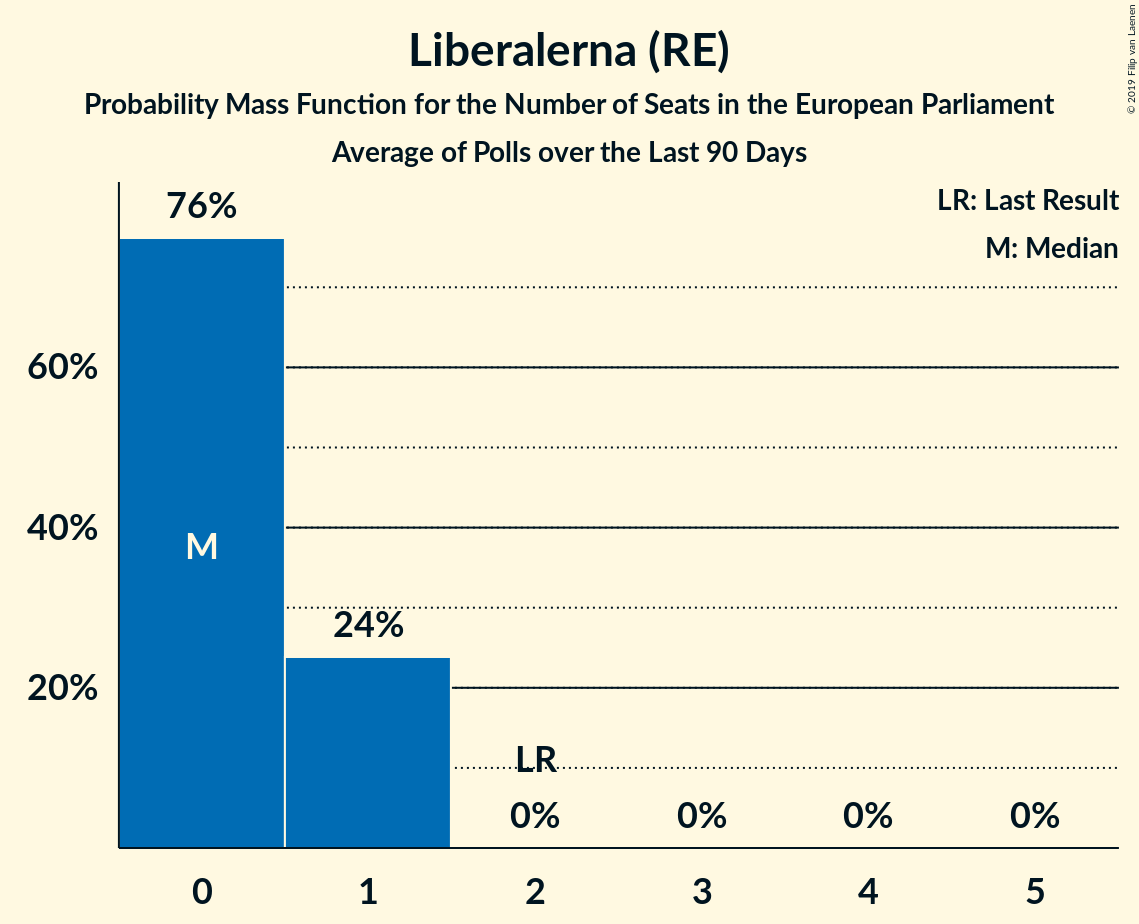 Liberalerna (RE)
Probability Mass Function for the Number of Seats in the European Parliament
Average of Polls over the Last 90 Days
© 2019 Filip van Laenen
LR: Last Result
M: Median
76%
60%
40%
M
24%
20%
LR
0%
0%
0%
0%
0
1
2
3
4
5